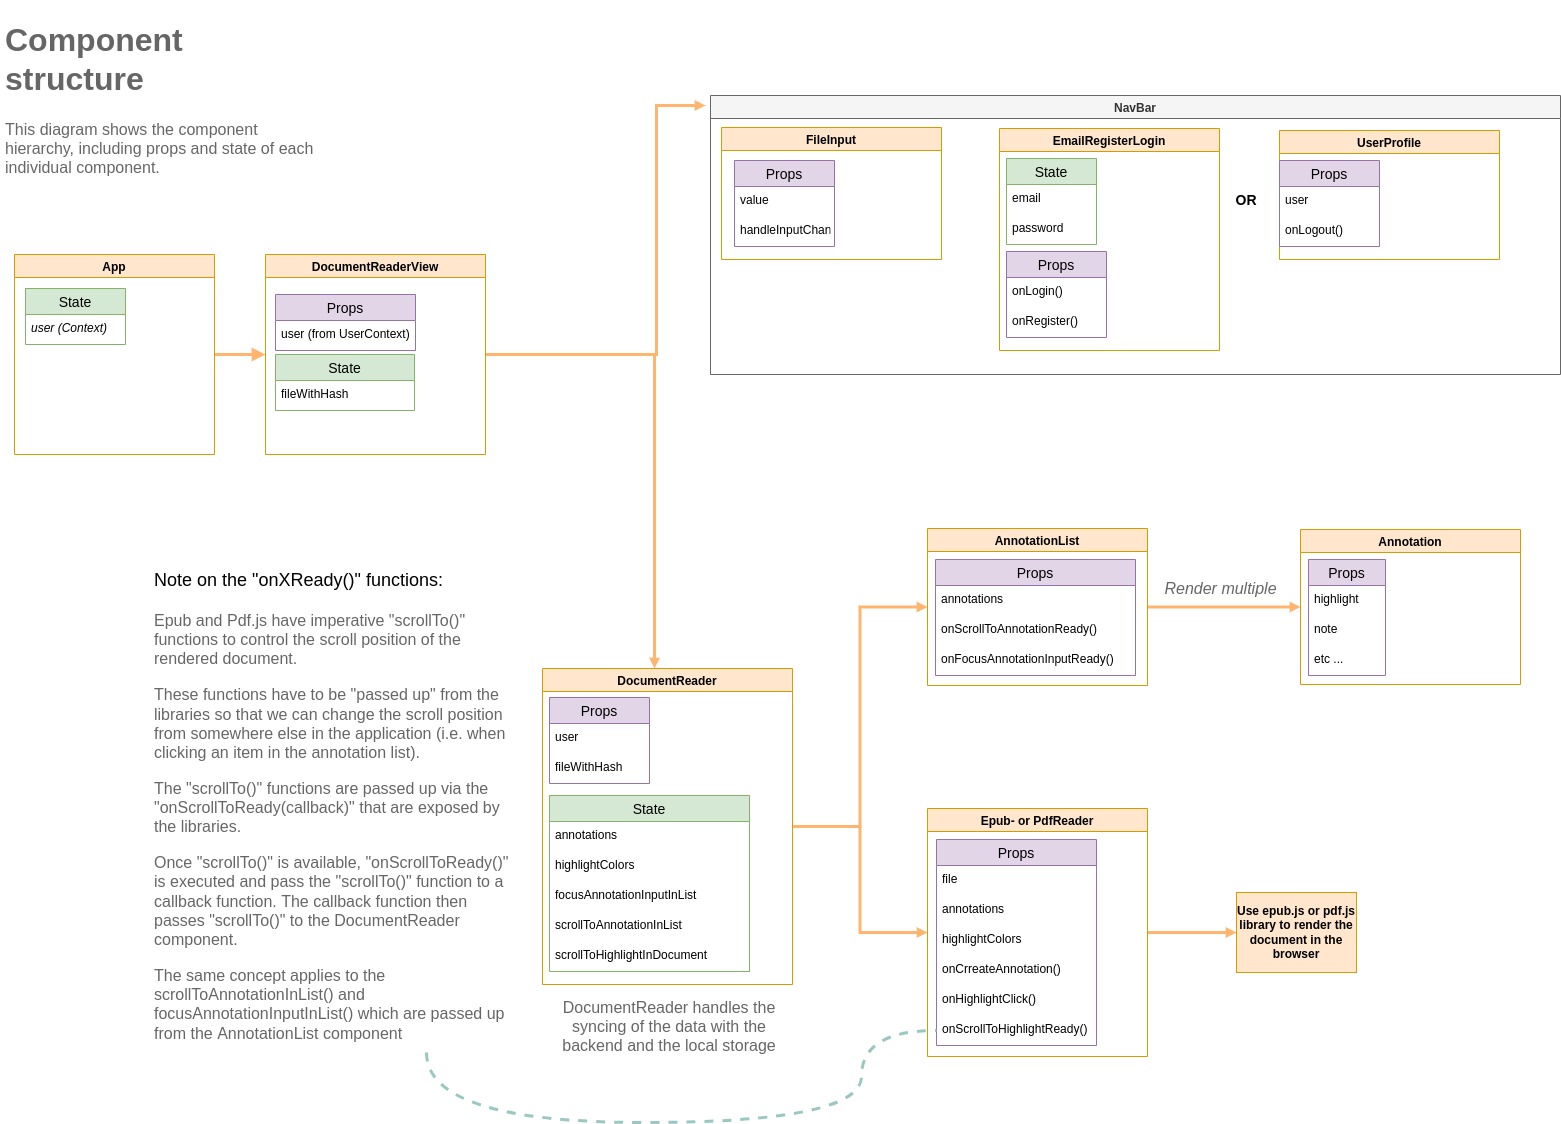 Component
structure
This diagram shows the component
hierarchy, including props and state of each
individual component.
NavBar
FileInput
Props
value
handleInputChan
EmailRegisterLogin
State
email
password
Props
onLogin()
onRegister()
OR
UserProfile
Props
user
onLogout()
App
State
user (Context)
DocumentReaderView
Props
user (from UserContext)
State
fileWithHash
Note on the "onXReady()" functions:
Epub and Pdf.js have imperative "scrollTo()"
functions to control the scroll position of the
rendered document.
These functions have to be "passed up" from the
libraries so that we can change the scroll position
from somewhere else in the application (i.e. when
clicking an item in the annotation list).
The "scrollTo()" functions are passed up via the
"onScrollToReady(callback)" that are exposed by
the libraries.
Once "scrollTo()" is available, "onScrollToReady()"
is executed and pass the "scrollTo()" function to a
callback function. The callback function then
passes "scrollTo()" to the DocumentReader
component.
The same concept applies to the
scrollToAnnotationInList() and
focusAnnotationInputInList() which are passed up
from the AnnotationList component
DocumentReader
Props
user
fileWithHash
State
annotations
highlightColors
focusAnnotationInputInList
scrollToAnnotationInList
scrollToHighlightInDocument
DocumentReader handles the
syncing of the data with the
backend and the local storage
AnnotationList
Props
annotations
onScrollToAnnotationReady()
onFocusAnnotationInputReady()
Render multiple
Annotation
Props
highlight
note
etc ...
Epub- or PdfReader
Props
file
annotations
highlightColors
onCrreateAnnotation()
onHighlightClick()
onScrollToHighlightReady()
Use epub.js or pdf.js
library to render the
document in the
browser